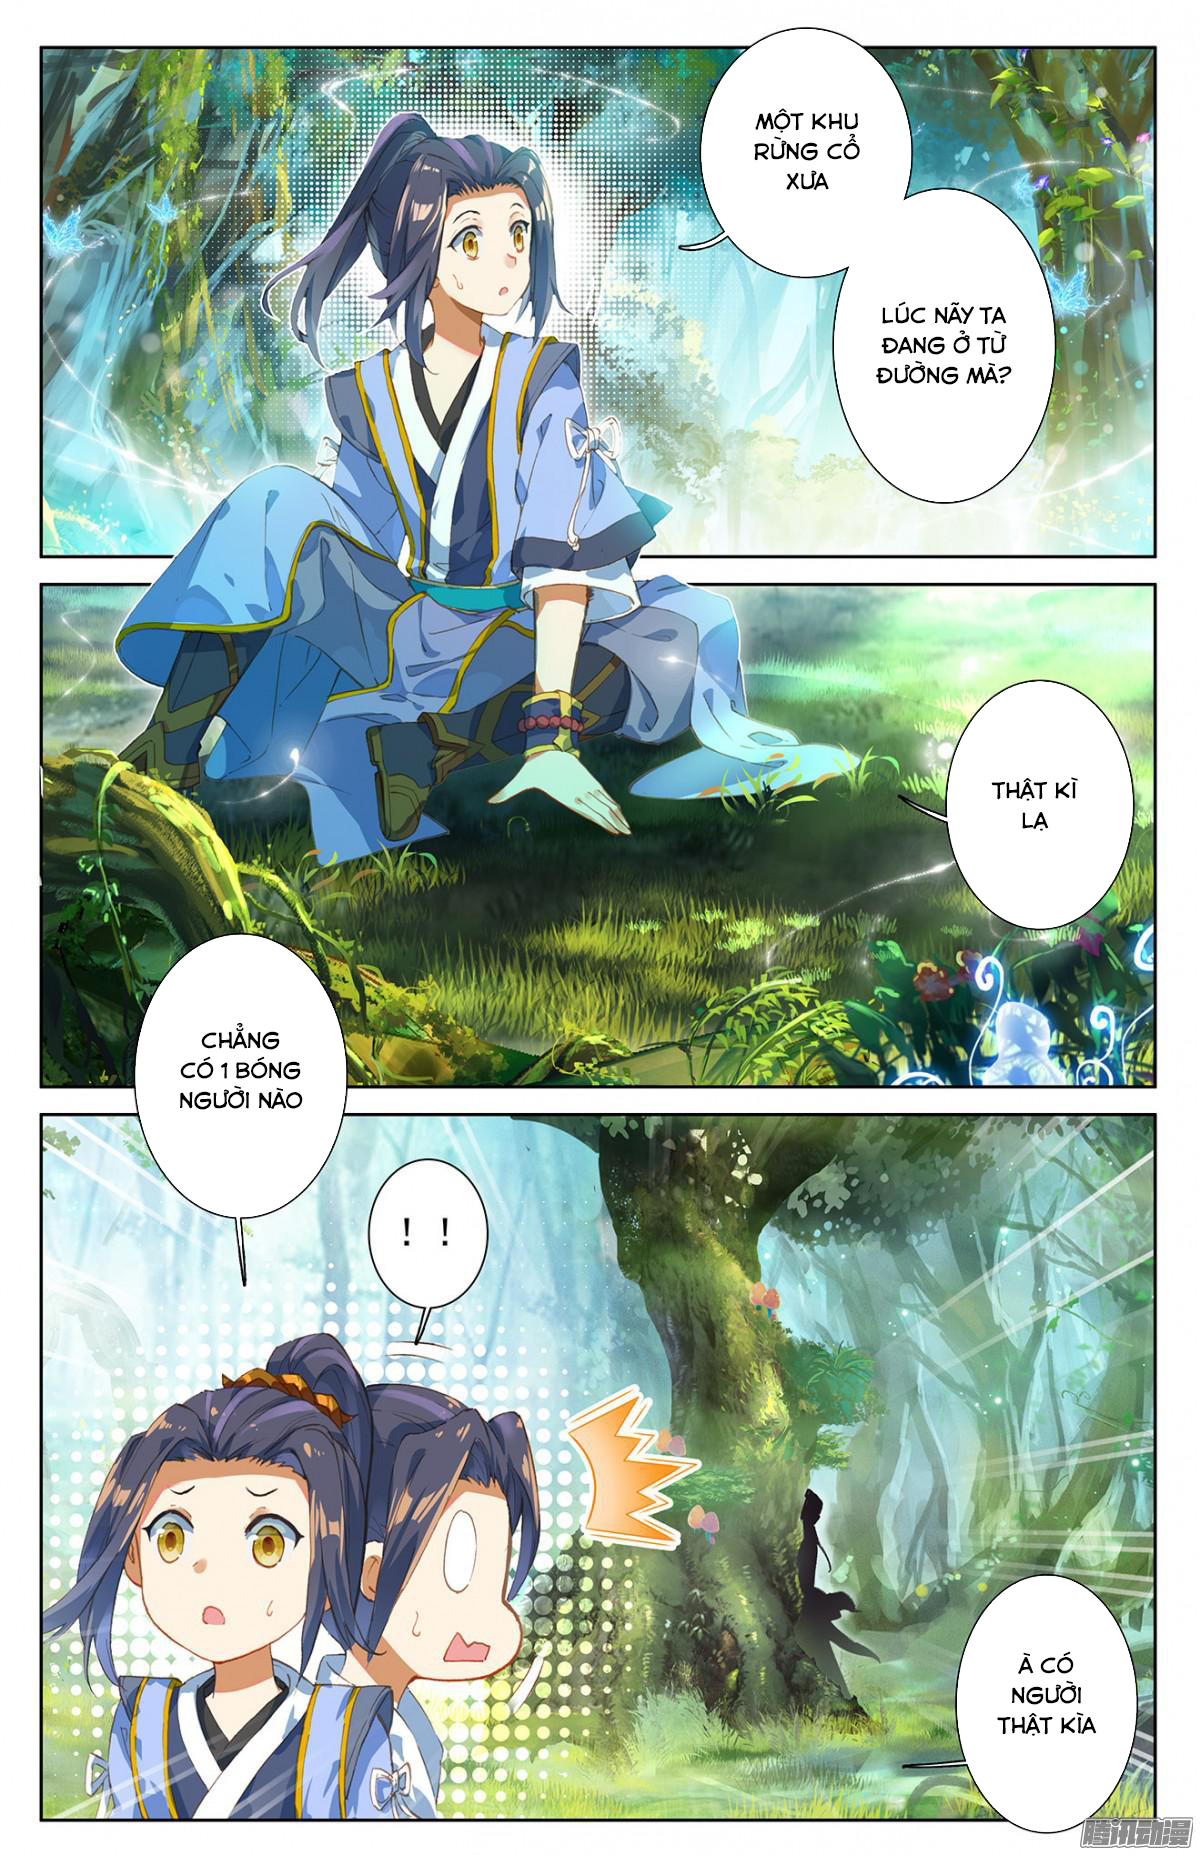 MỘT KHU
RỪNG CỔ
XƯA
LÚC NÃY TA
ĐANG Ở TỪ
ĐƯỜNG MÀ?
THẬT KÌ
LẠ
CHẲNG
CÓ 1 BÓNG
NGƯỜI NÀO
! !
À CÓ
NGƯỜI
THẬT KÌA
腾讯动漫